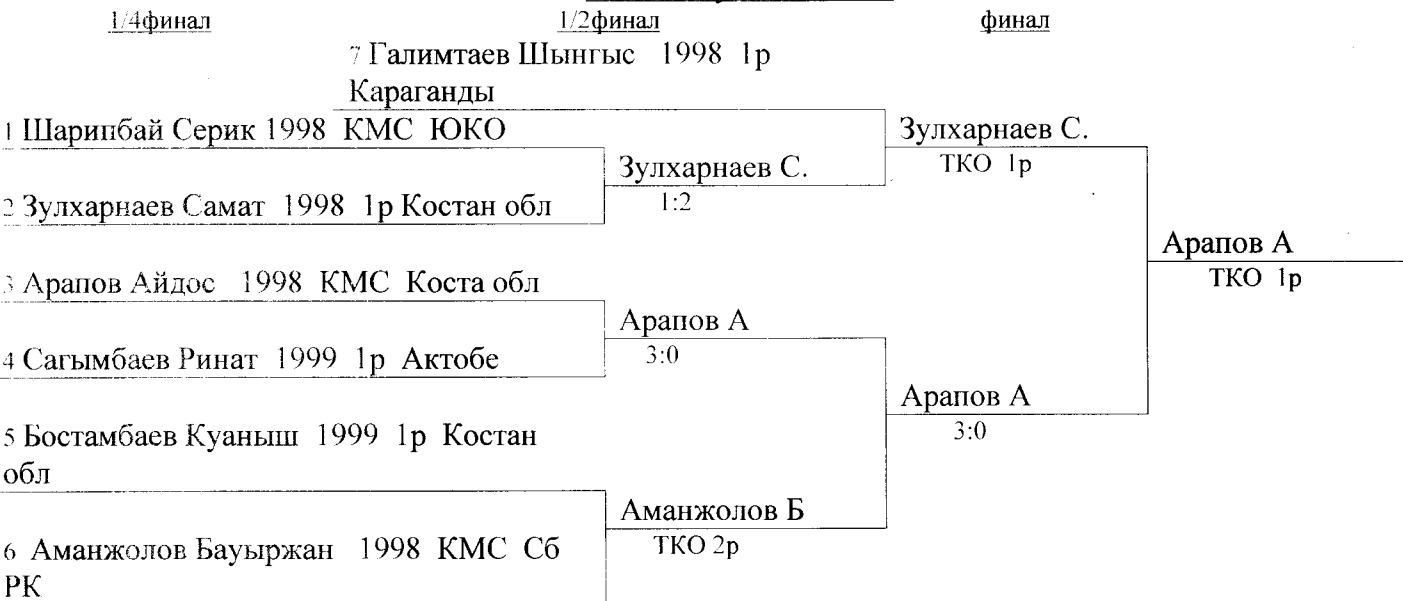 1/4финал 1/2финал финал
7 Галимтаев Шынгыс 1998 1р
Караганды
1 Шарипбай Серик 1998 КМС ЮКО
Зулхарнаев С.
ТКО 1р
Зулхарнаев С.
1:2
2 Зулхарнаев Самат 1998 1р Костан обл
Арапов А
ТКО 1р
3 Арапов Айдос 1998 КМС Коста обл
Арапов А
3:0
4 Сагымбаев Ринат 1999 1р Актобе
Арапов А
3:0
5 Бостамбаев Куаныш 1999 1р Костан
обл
Аманжолов Б
ТКО 2р
6 Аманжолов Бауыржан 1998 КМС Сб
РК